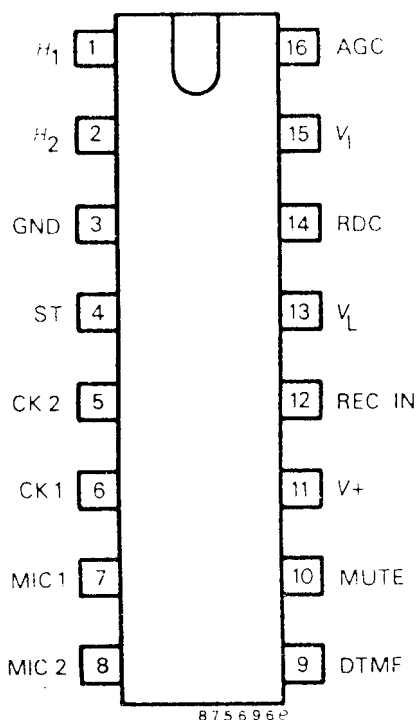 H1 1 16 AGC
H2 2 15 VI
GND 3 14 RDC
ST 4 13 VL
CK 2 5 12 REC IN
CK 1 6 11 V+
MIC 1 7 10 MUTE
MIC 2 8 9 DTMF